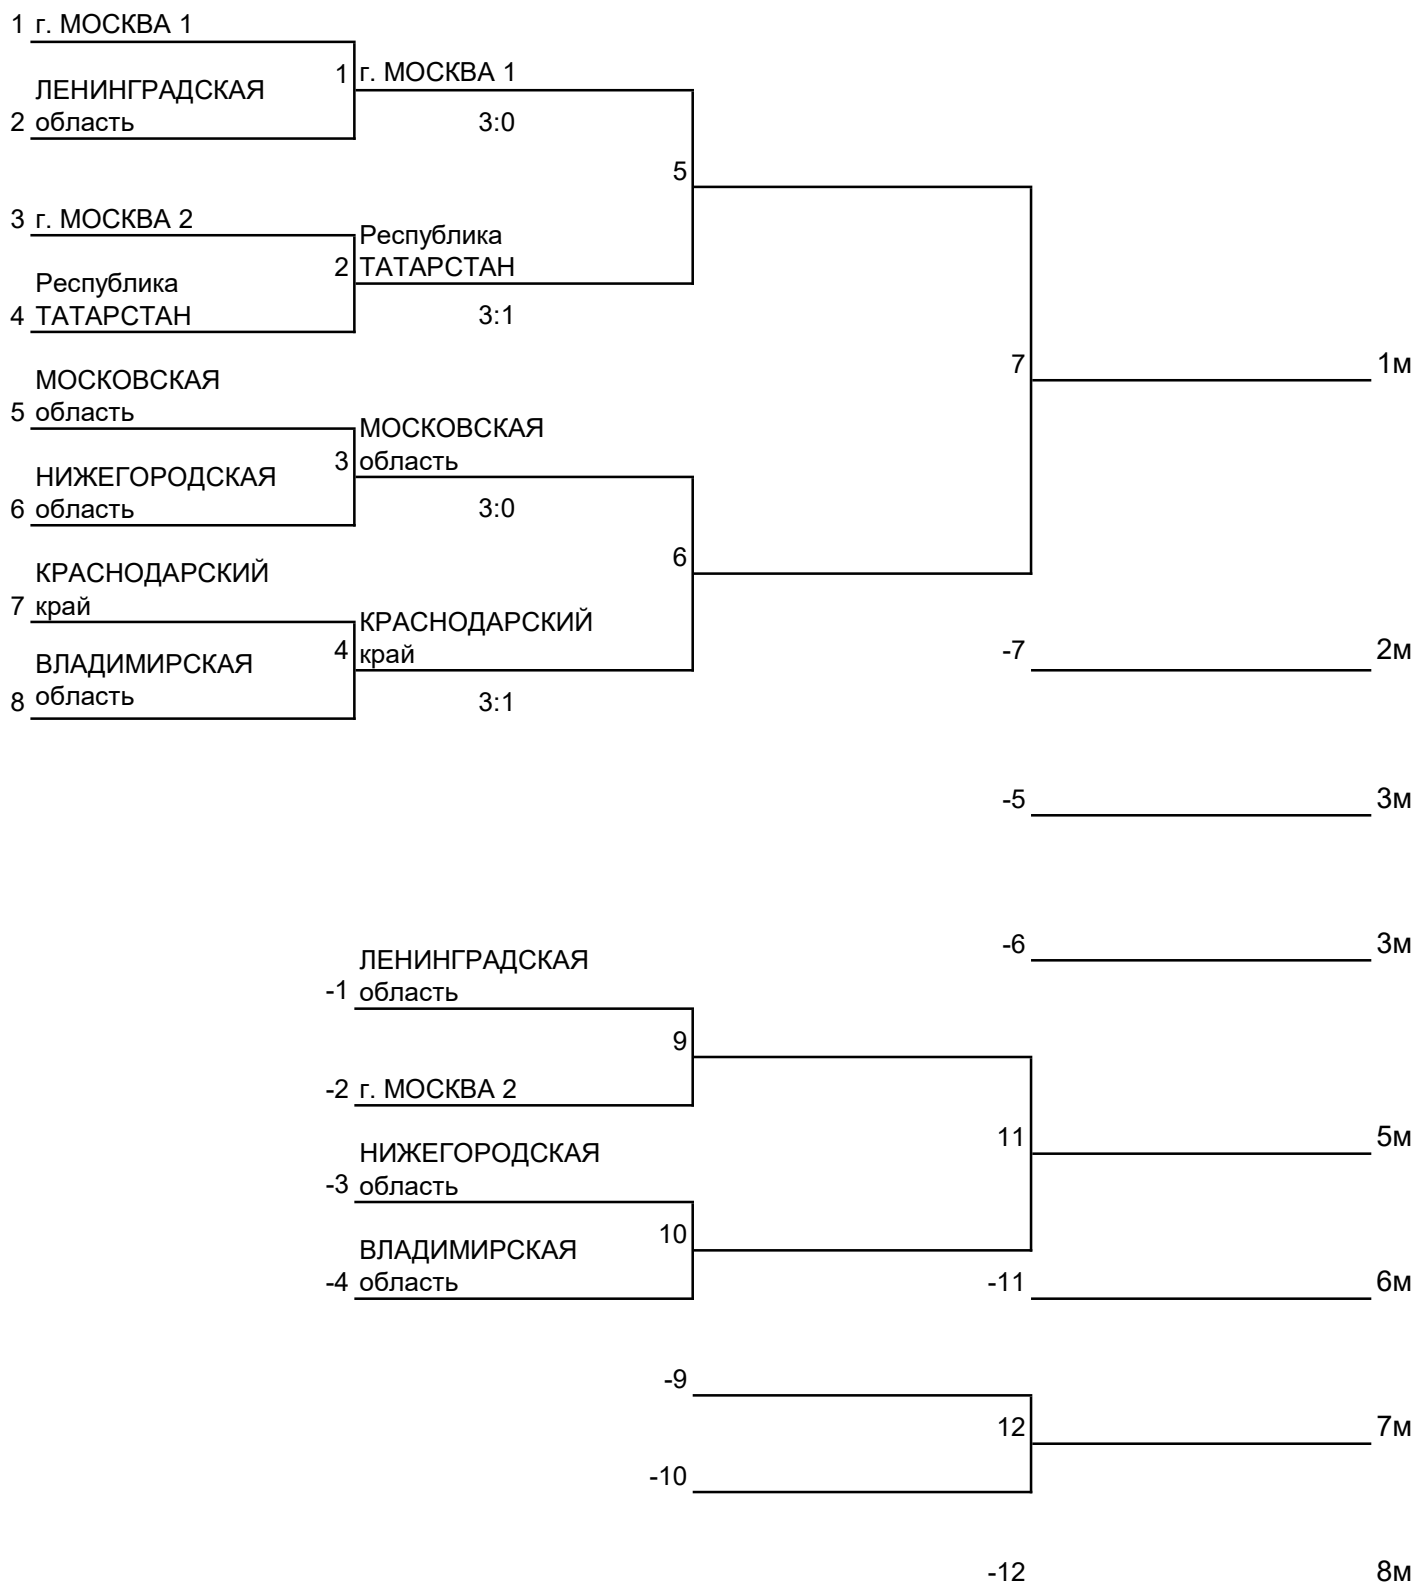 1 г. МОСКВА 1
1 г. МОСКВА 1
ЛЕНИНГРАДСКАЯ
2 область
3:0
5
3 г. МОСКВА 2
Республика
2 ТАТАРСТАН
Республика
4 ТАТАРСТАН
3:1
7
1м
МОСКОВСКАЯ
5 область
МОСКОВСКАЯ
3 область
НИЖЕГОРОДСКАЯ
6 область
3:0
6
КРАСНОДАРСКИЙ
7 край
КРАСНОДАРСКИЙ
4 край
-7
2м
ВЛАДИМИРСКАЯ
8 область
3:1
-5
3м
-6
3м
ЛЕНИНГРАДСКАЯ
-1 область
9
-2 г. МОСКВА 2
11
5м
НИЖЕГОРОДСКАЯ
-3 область
10
ВЛАДИМИРСКАЯ
-4 область
-11
6м
-9
12
7м
-10
-12
8м